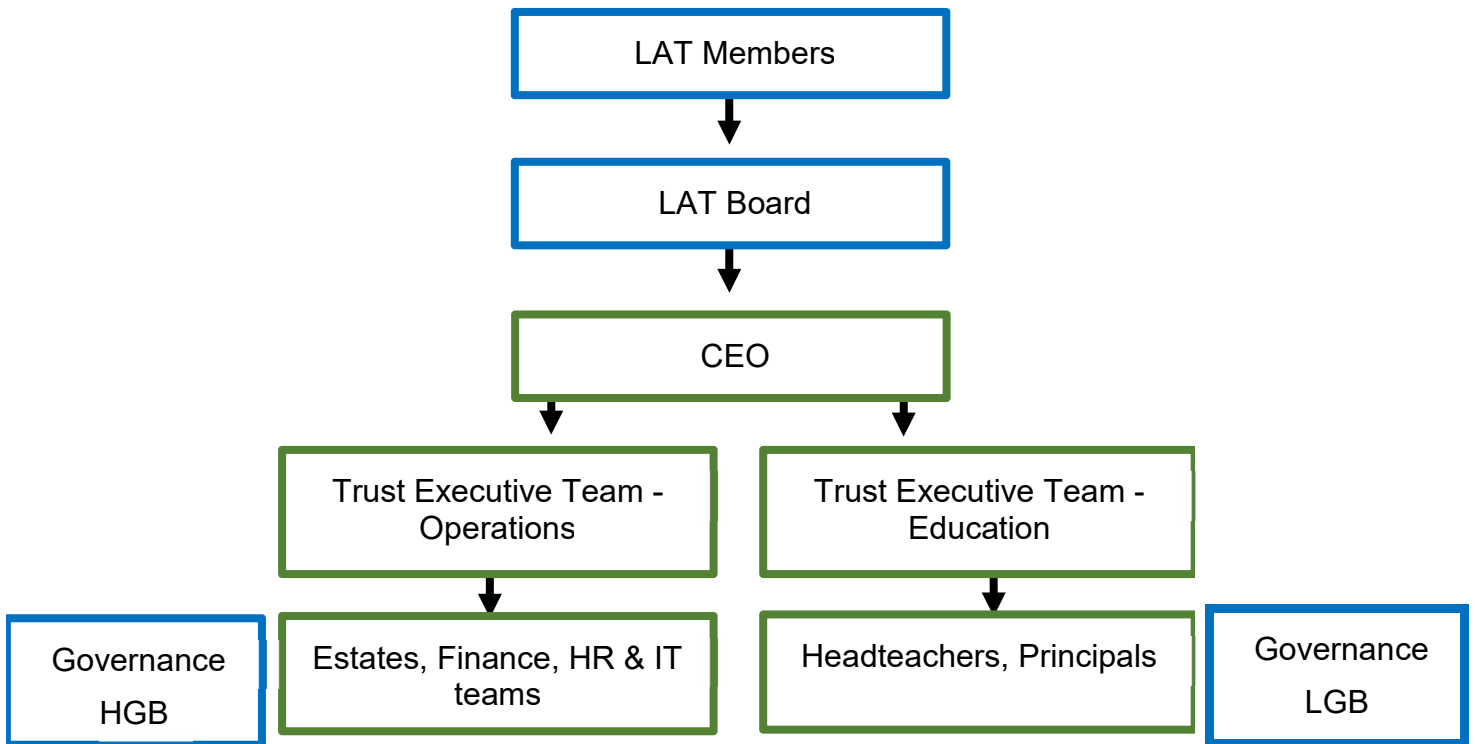 LAT Members
LAT Board
CEO
Trust Executive Team -
Operations
Trust Executive Team -
Education
Governance
HGB
Estates, Finance, HR & IT
teams
Headteachers, Principals
Governance
LGB